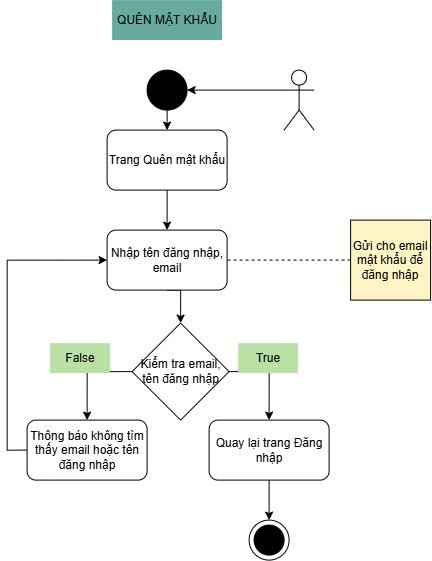 QUÊN MẬT KHẨU
Trang Quên mật khẩu
Nhập tên đăng nhập,
email
Gửi cho email
mật khẩu để
đăng nhập
False
Kiểm tra email,
tên đăng nhập
True
Thông báo không tìm
thấy email hoặc tên
đăng nhập
Quay lại trang Đăng
nhập